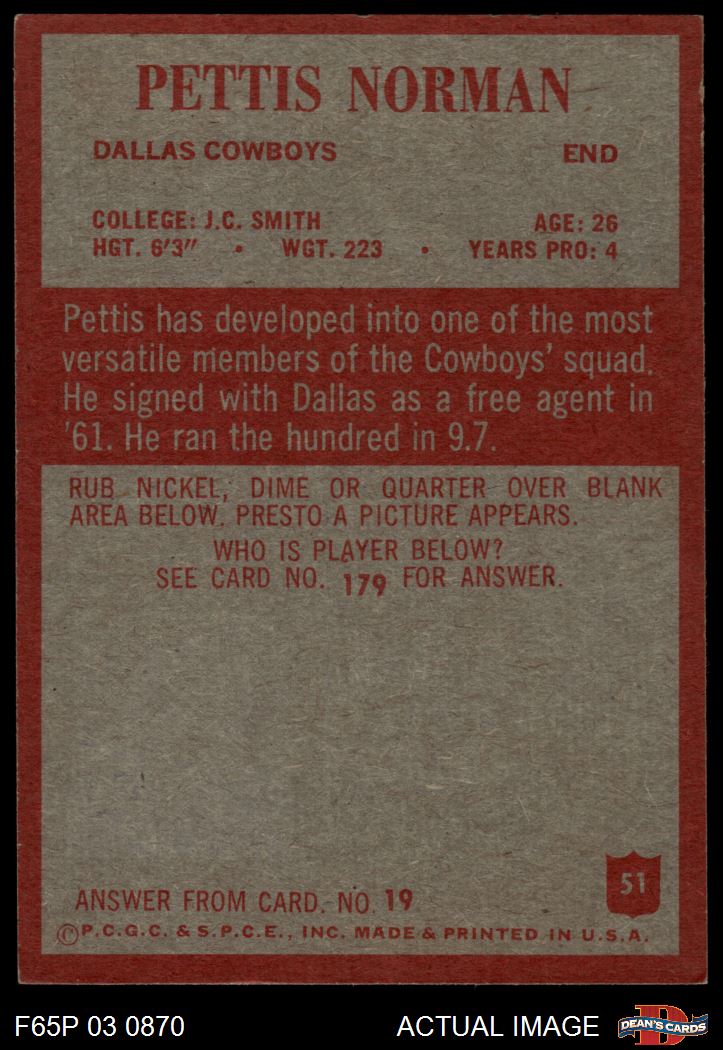 PETTIS NORMAN
DALLAS COWBOYS END
COLLEGE: J.C. SMITH AGE: 26
HGT. 6'3" • WGT. 223 • YEARS PRO: 4
Pettis has developed into one of the most
versatile members of the Cowboys' squad.
He signed with Dallas as a free agent in
'61. He ran the hundred in 9.7.
RUB NICKEL, DIME OR QUARTER OVER BLANK
AREA BELOW. PRESTO A PICTURE APPEARS.
WHO IS PLAYER BELOW?
SEE CARD NO. 179 FOR ANSWER.
51
ANSWER FROM CARD. NO. 19
©P.C.G.C. & S.P.C.E., INC. MADE & PRINTED IN U.S.A.
F65P 03 0870 ACTUAL IMAGE DEAN'S CARDS